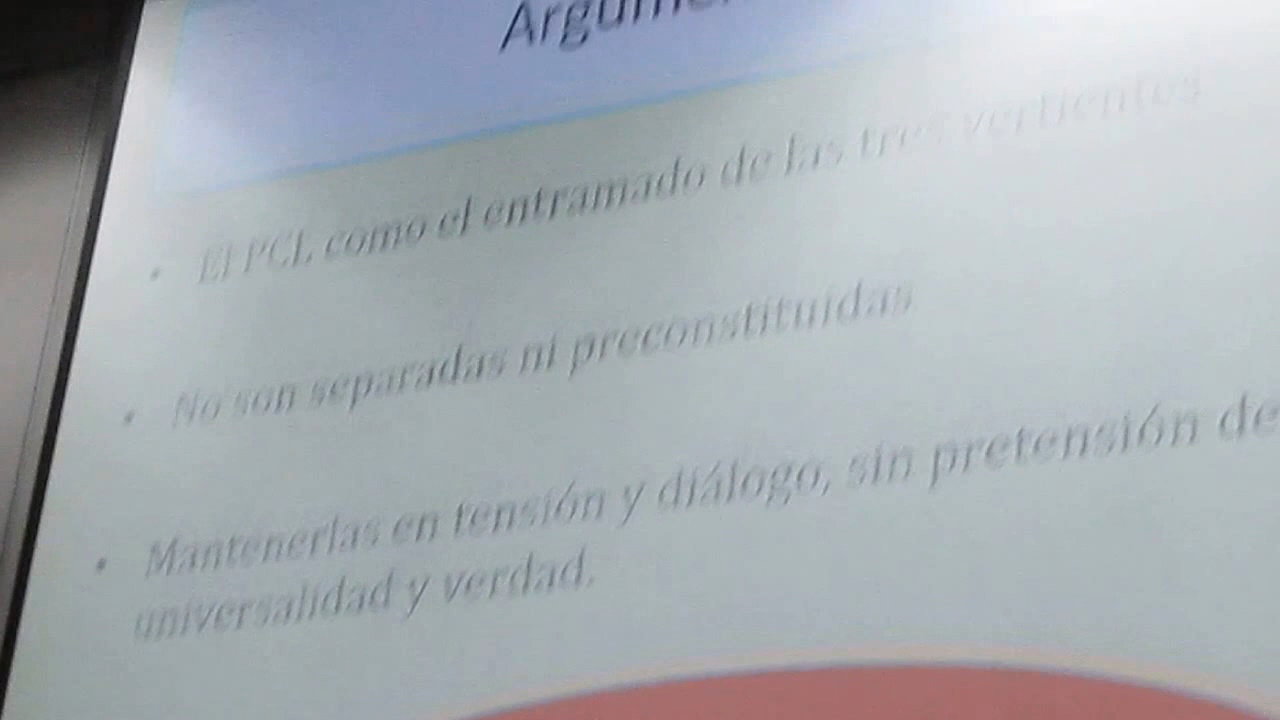 • El PCL como el entramado de las tres vertientes
• No son separadas ni preconstituidas
• Mantenerlas en tensión y diálogo, sin pretensión de
universalidad y verdad.